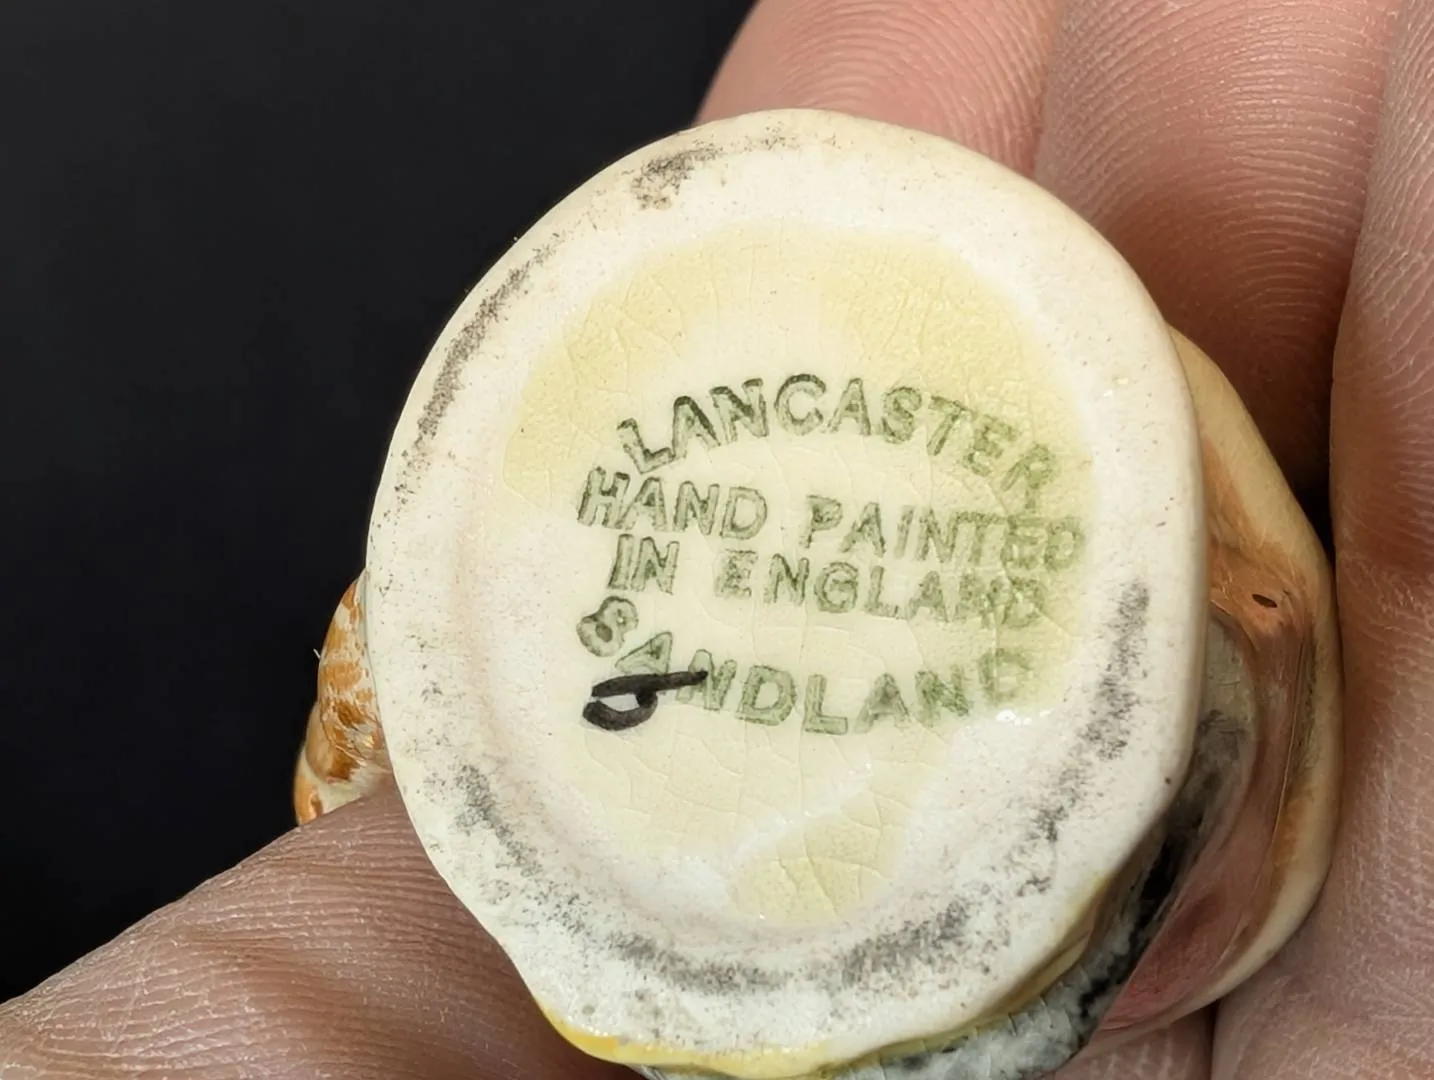 LANCASTER
HAND PAINTED
IN ENGLAND
SANDLAND